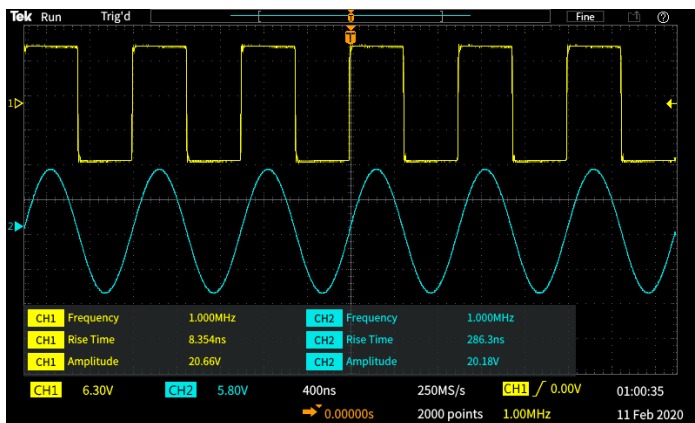 Tek Run Trig'd T Fine ?
T
1
2
CH1 Frequency 1.000MHz CH2 Frequency 1.000MHz
CH1 Rise Time 8.354ns CH2 Rise Time 286.3ns
CH1 Amplitude 20.66V CH2 Amplitude 20.18V
CH1 6.30V CH2 5.80V 400ns 250MS/s CH1 0.00V 01:00:35
0.00000s 2000 points 1.00MHz 11 Feb 2020